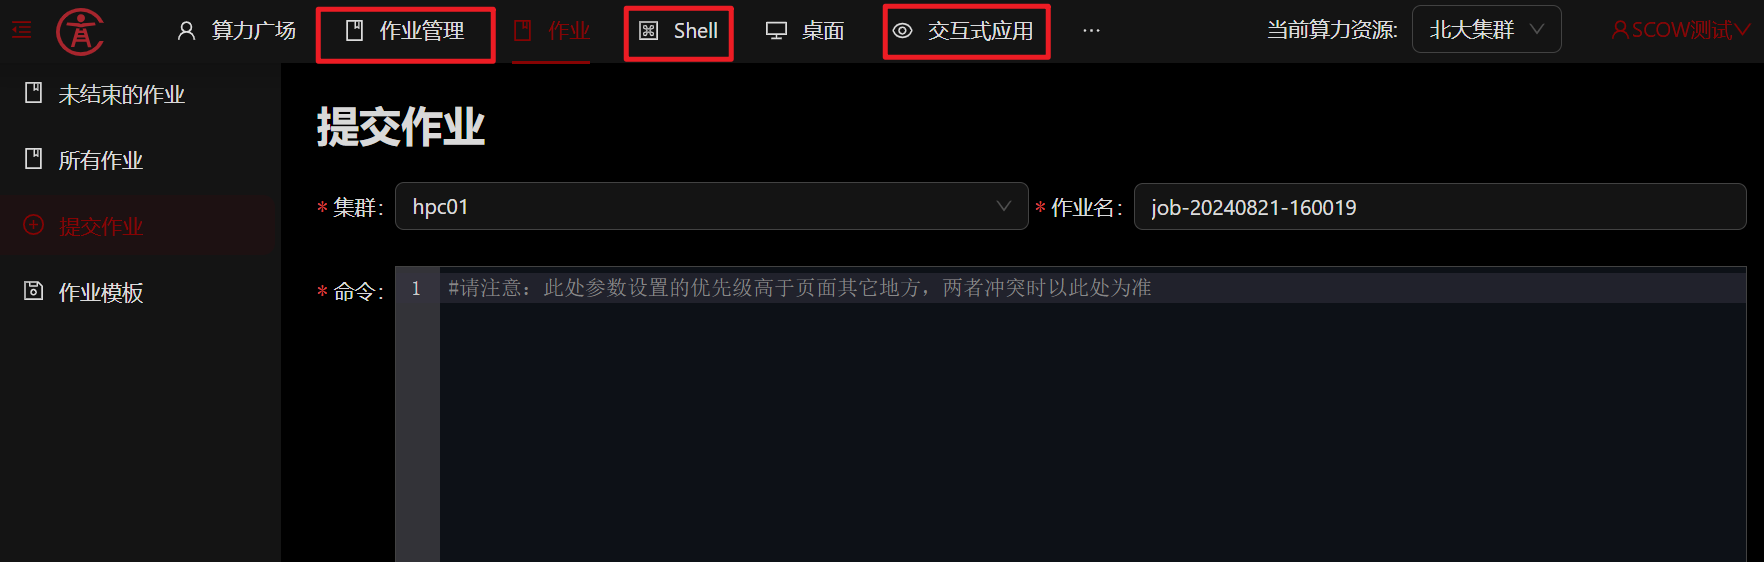 算力广场 作业管理 作业 Shell 桌面 交互式应用 ··· 当前算力资源: 北大集群 SCOW测试
未结束的作业
所有作业
提交作业
作业模板
提交作业
* 集群: hpc01 * 作业名: job-20240821-160019
* 命令: 1 #请注意：此处参数设置的优先级高于页面其它地方，两者冲突时以此处为准